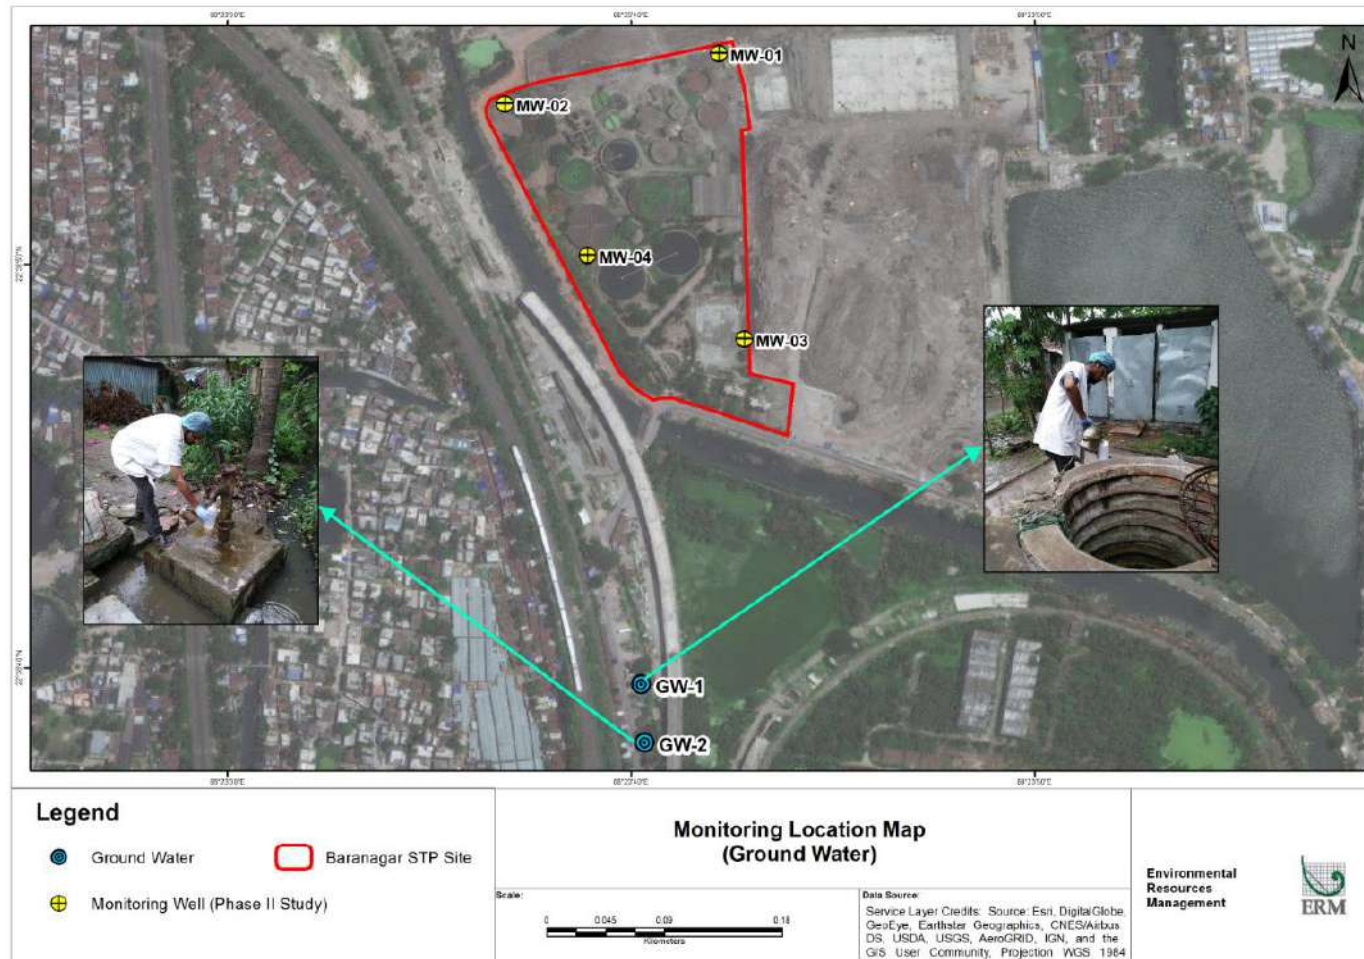 N
MW-01
MW-02
MW-04
MW-03
GW-1
GW-2
Legend
Ground Water
Baranagar STP Site
Monitoring Well (Phase II Study)
Monitoring Location Map
(Ground Water)
Scale:
0 0.045 0.09 0.18
Kilometers
Data Source:
Service Layer Credits: Source: Esri, DigitalGlobe,
GeoEye, Earthstar Geographics, CNES/Airbus
DS, USDA, USGS, AeroGRID, IGN, and the
GIS User Community, Projection WGS 1984
Environmental
Resources
Management
ERM